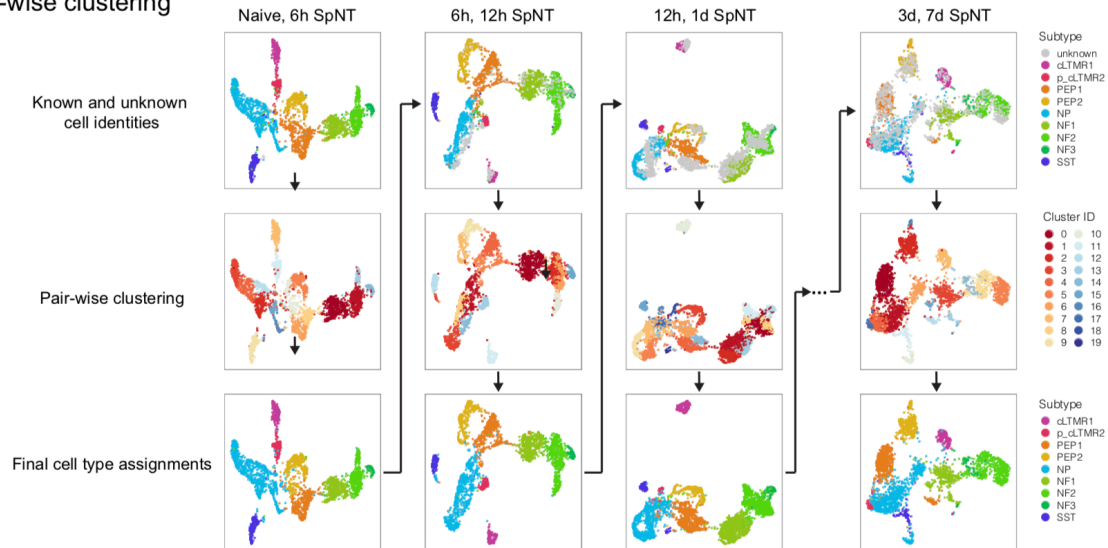 -wise clustering
Naive, 6h SpNT
6h, 12h SpNT
12h, 1d SpNT
3d, 7d SpNT
Known and unknown
cell identities
Subtype
unknown
cLTMR1
p_cLTMR2
PEP1
PEP2
NP
NF1
NF2
NF3
SST
Pair-wise clustering
...
Cluster ID
0 10
1 11
2 12
3 13
4 14
5 15
6 16
7 17
8 18
9 19
Final cell type assignments
Subtype
cLTMR1
p_cLTMR2
PEP1
PEP2
NP
NF1
NF2
NF3
SST